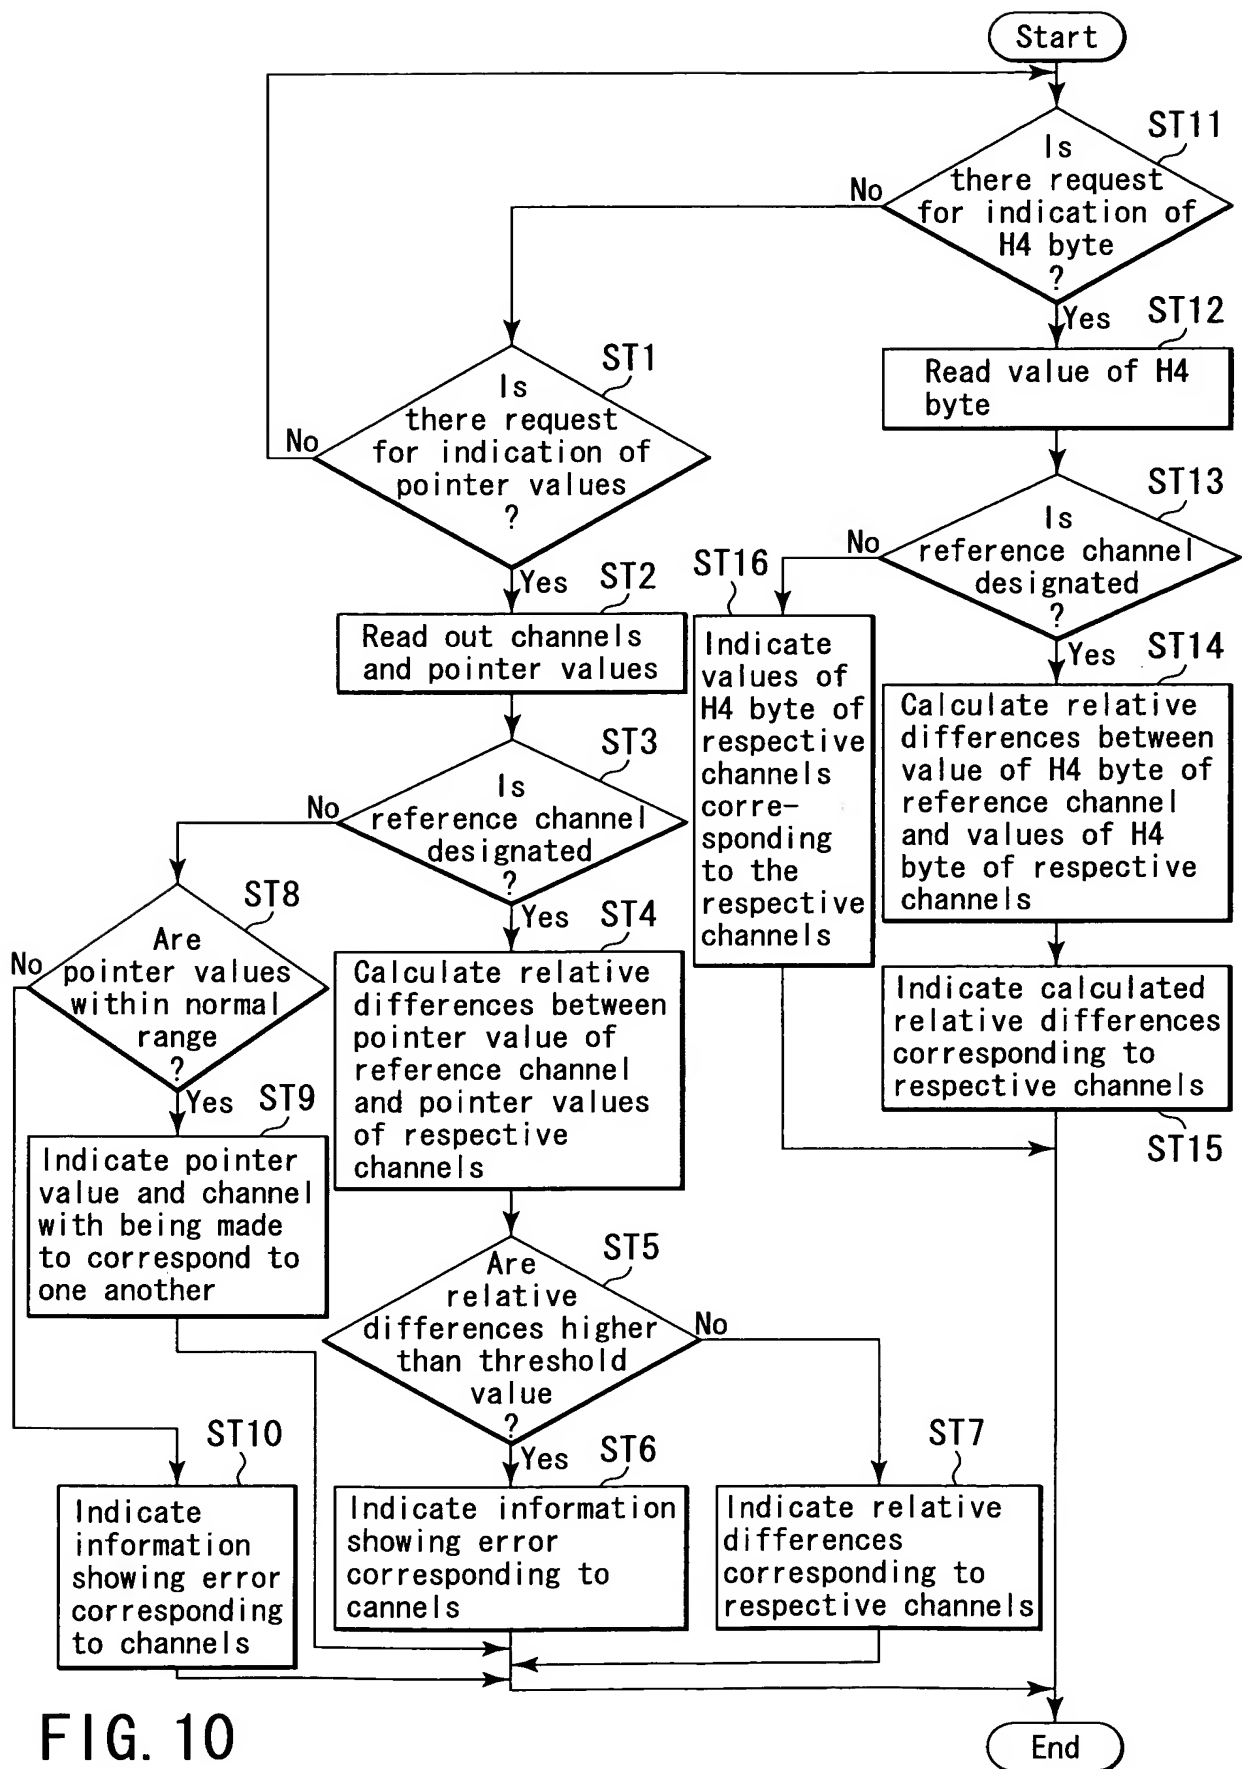 Start
ST11
Is
there request
for indication of
H4 byte
?
No
Yes
ST12
Read value of H4
byte
ST1
Is
there request
for indication of
pointer values
?
No
Yes
ST13
Is
reference channel
designated
?
No
Yes
ST2
Read out channels
and pointer values
ST16
Indicate
values of
H4 byte of
respective
channels
corre-
sponding
to the
respective
channels
ST14
Calculate relative
differences between
value of H4 byte of
reference channel
and values of H4
byte of respective
channels
ST3
Is
reference channel
designated
?
No
Yes
ST8
Are
pointer values
within normal
range
?
No
Yes
ST4
Calculate relative
differences between
pointer value of
reference channel
and pointer values
of respective
channels
Indicate calculated
relative differences
corresponding to
respective channels
ST15
ST9
Indicate pointer
value and channel
with being made
to correspond to
one another
ST5
Are
relative
differences higher
than threshold
value
?
No
Yes
ST10
Indicate
information
showing error
corresponding
to channels
ST6
Indicate information
showing error
corresponding to
cannels
ST7
Indicate relative
differences
corresponding to
respective channels
End
FIG. 10